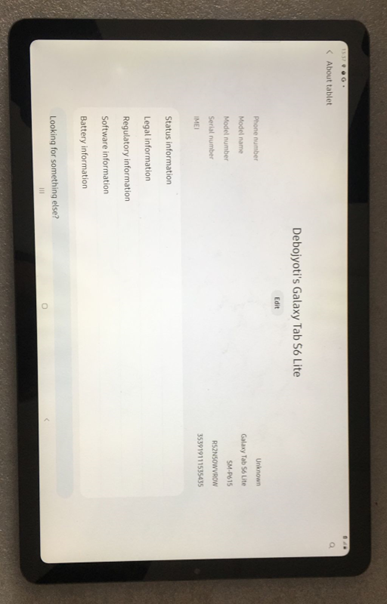 About tablet
Debojyoti's Galaxy Tab S6 Lite
Edit
Phone number Unknown
Model name Galaxy Tab S6 Lite
Model number SM-P615
Serial number R52N50WVR0W
IMEI 353919111535435
Status information
Legal information
Regulatory information
Software information
Battery information
Looking for something else?